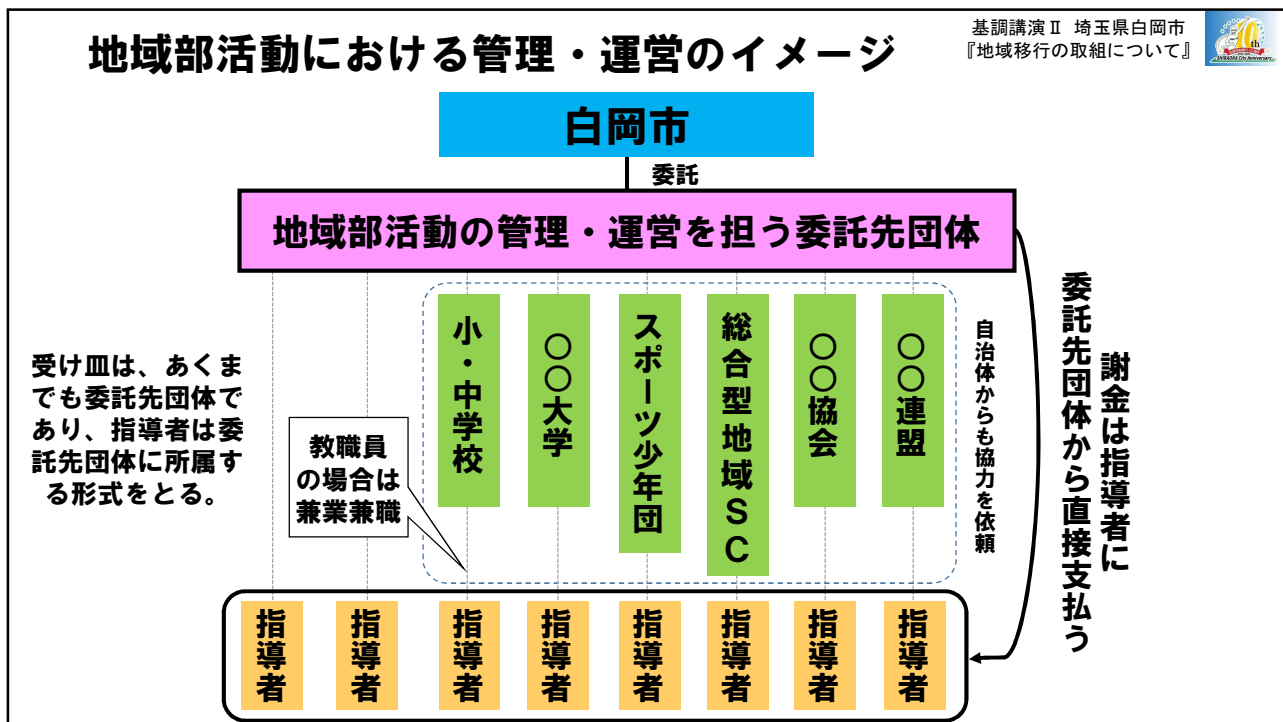 地域部活動における管理・運営のイメージ
基調講演Ⅱ 埼玉県白岡市
『地域移行の取組について』
10th
SHIRAOKA City Anniversary
白岡市
委託
地域部活動の管理・運営を担う委託先団体
受け皿は、あくま
でも委託先団体で
あり、指導者は委
託先団体に所属す
る形式をとる。
教職員
の場合は
兼業兼職
小・中学校
〇〇大学
スポーツ少年団
総合型地域ＳＣ
〇〇協会
〇〇連盟
自治体からも協力を依頼
謝金は指導者に
委託先団体から直接支払う
指導者
指導者
指導者
指導者
指導者
指導者
指導者
指導者